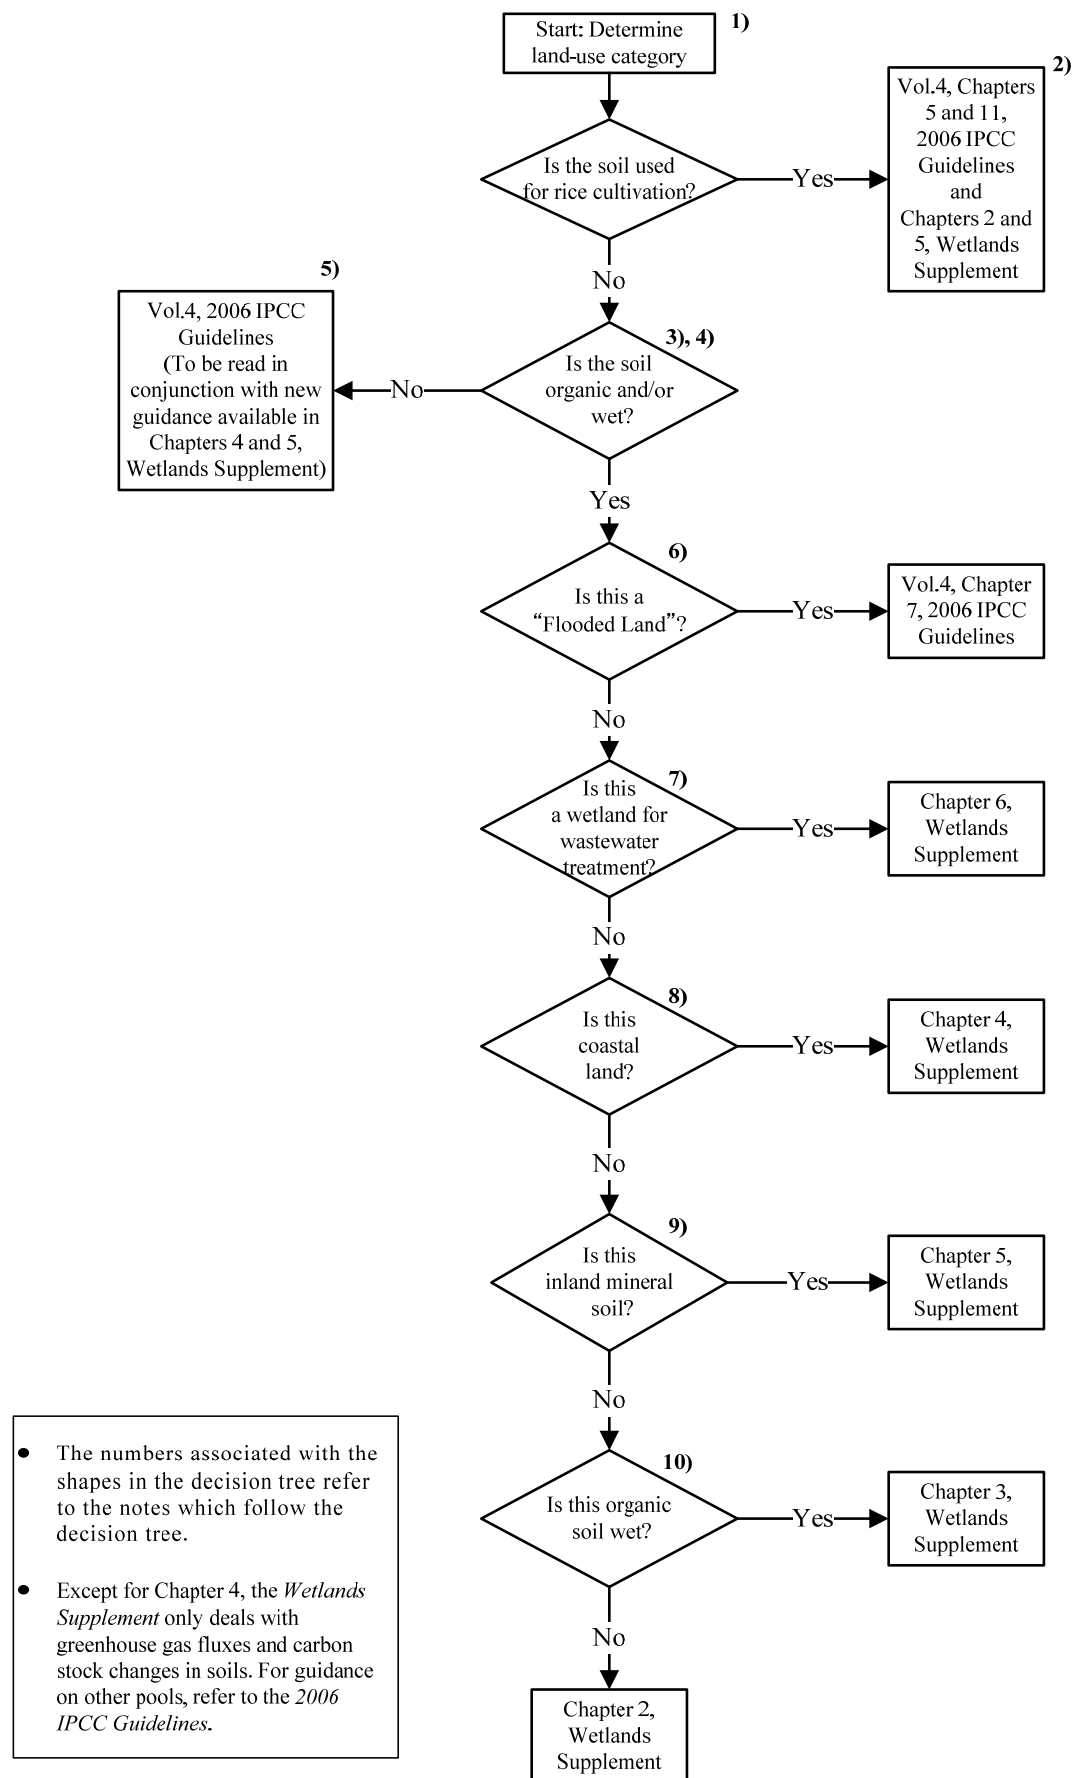 1)
Start: Determine
land-use category
2)
Vol.4, Chapters
5 and 11,
2006 IPCC
Guidelines
and
Chapters 2 and
5, Wetlands
Supplement
Is the soil used
for rice cultivation?
Yes
No
5)
Vol.4, 2006 IPCC
Guidelines
(To be read in
conjunction with new
guidance available in
Chapters 4 and 5,
Wetlands Supplement)
No
3), 4)
Is the soil
organic and/or
wet?
Yes
6)
Is this a
“Flooded Land”?
Yes
Vol.4, Chapter
7, 2006 IPCC
Guidelines
No
7)
Is this
a wetland for
wastewater
treatment?
Yes
Chapter 6,
Wetlands
Supplement
No
8)
Is this
coastal
land?
Yes
Chapter 4,
Wetlands
Supplement
No
9)
Is this
inland mineral
soil?
Yes
Chapter 5,
Wetlands
Supplement
No
10)
Is this organic
soil wet?
Yes
Chapter 3,
Wetlands
Supplement
No
Chapter 2,
Wetlands
Supplement
• The numbers associated with the
shapes in the decision tree refer
to the notes which follow the
decision tree.
• Except for Chapter 4, the Wetlands
Supplement only deals with
greenhouse gas fluxes and carbon
stock changes in soils. For guidance
on other pools, refer to the 2006
IPCC Guidelines.